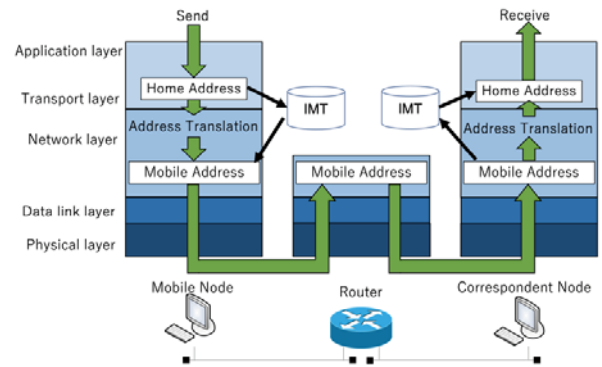 Send
Receive
Application layer
Transport layer
Home Address
IMT
IMT
Home Address
Network layer
Address Translation
Address Translation
Mobile Address
Mobile Address
Mobile Address
Data link layer
Physical layer
Mobile Node
Router
Correspondent Node